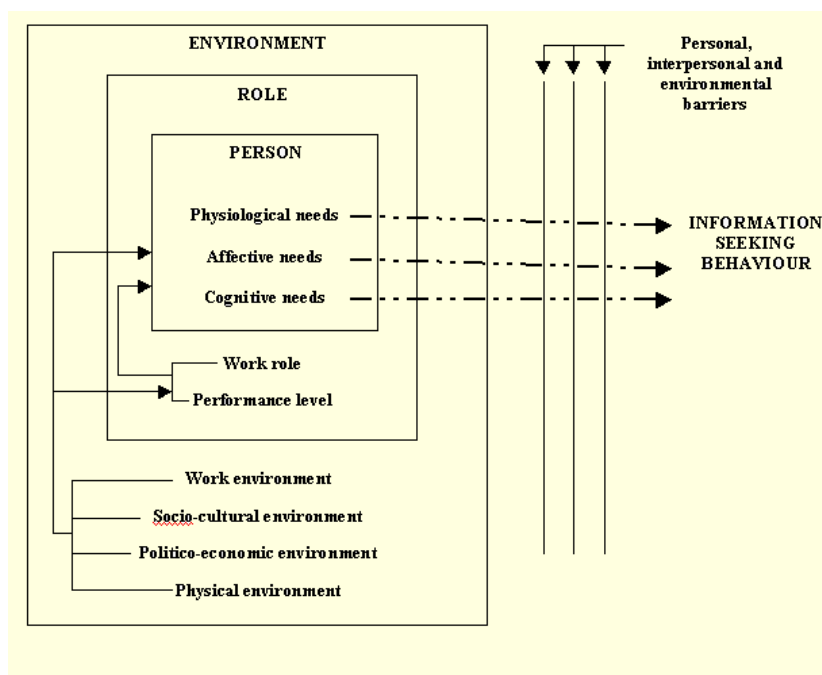 ENVIRONMENT
ROLE
PERSON
Physiological needs
Affective needs
Cognitive needs
Work role
Performance level
Work environment
Socio-cultural environment
Politico-economic environment
Physical environment
Personal,
interpersonal and
environmental
barriers
INFORMATION
SEEKING
BEHAVIOUR